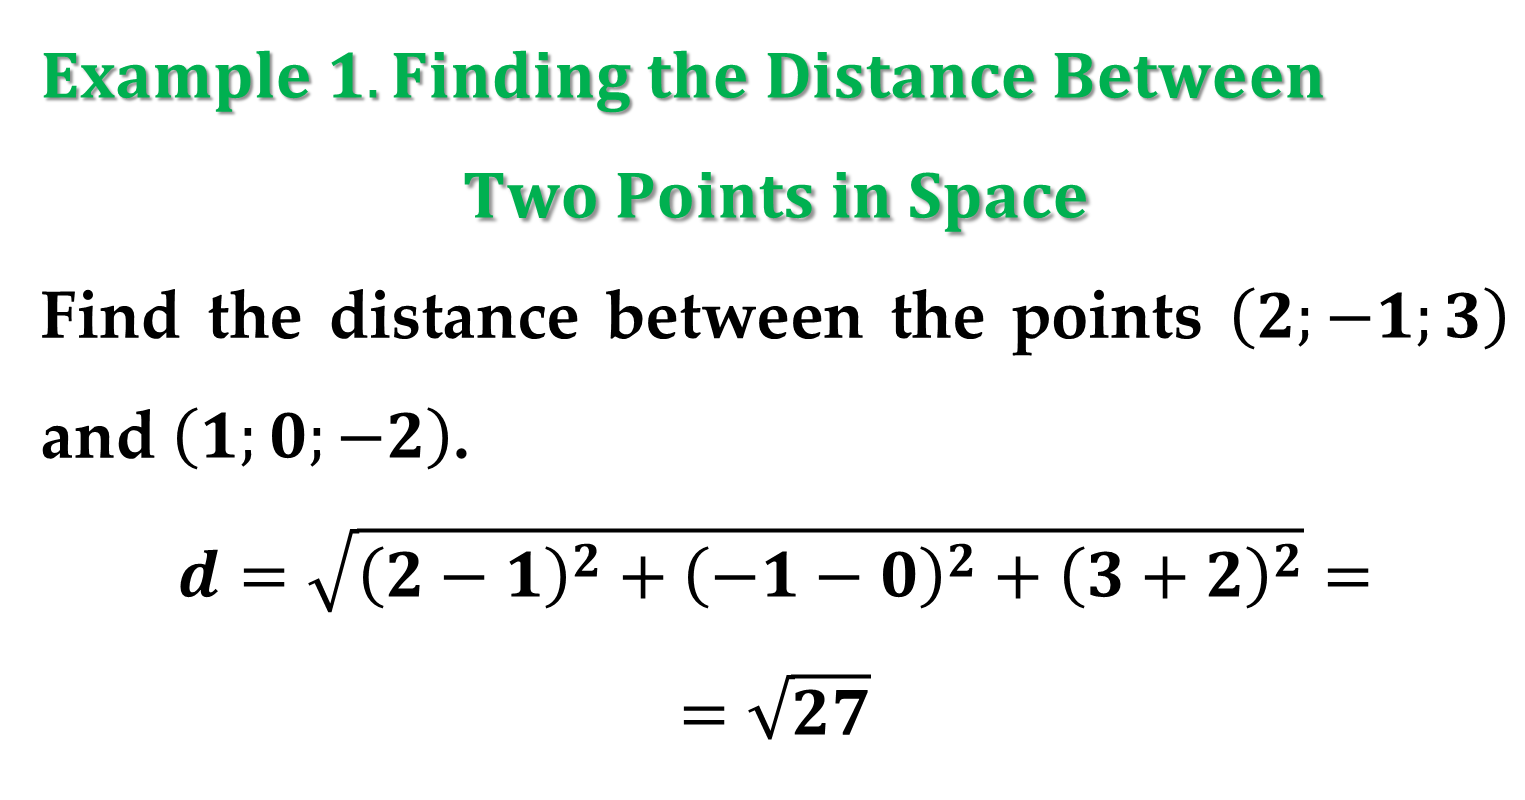 Example 1. Finding the Distance Between
Two Points in Space
Find the distance between the points (2; −1; 3)
and (1; 0; −2).
d = √((2 − 1)² + (−1 − 0)² + (3 + 2)²) =
= √27